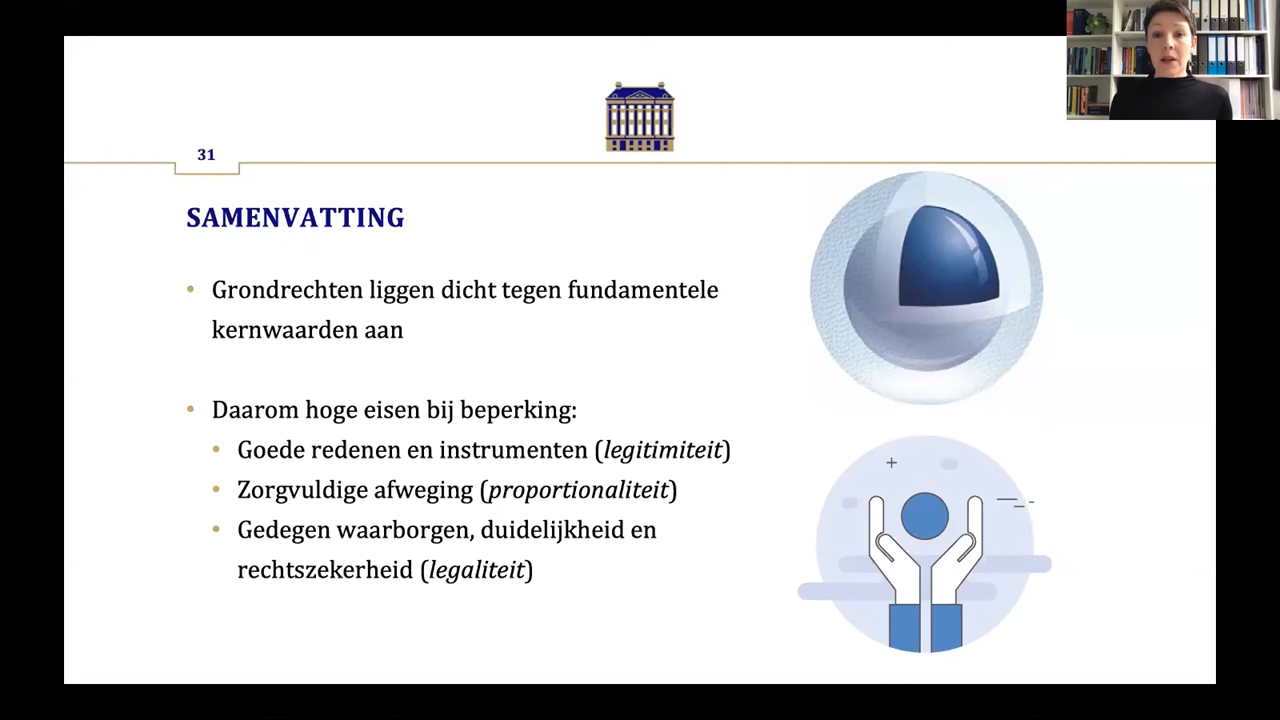 31
SAMENVATTING
• Grondrechten liggen dicht tegen fundamentele
kernwaarden aan
• Daarom hoge eisen bij beperking:
• Goede redenen en instrumenten (legitimiteit)
• Zorgvuldige afweging (proportionaliteit)
• Gedegen waarborgen, duidelijkheid en
rechtszekerheid (legaliteit)